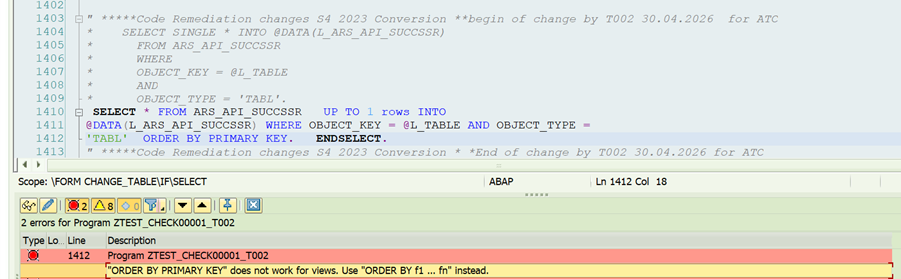 1402
1403 " *****Code Remediation changes S4 2023 Conversion **begin of change by T002 30.04.2026  for ATC
1404 *    SELECT SINGLE * INTO @DATA(L_ARS_API_SUCCSSR)
1405 *      FROM ARS_API_SUCCSSR
1406 *      WHERE
1407 *      OBJECT_KEY = @L_TABLE
1408 *      AND
1409 *      OBJECT_TYPE = 'TABL'.
1410  SELECT * FROM ARS_API_SUCCSSR   UP TO 1 rows INTO
1411 @DATA(L_ARS_API_SUCCSSR) WHERE OBJECT_KEY = @L_TABLE AND OBJECT_TYPE =
1412 'TABL'  ORDER BY PRIMARY KEY.   ENDSELECT.
1413 " *****Code Remediation changes S4 2023 Conversion * *End of change by T002 30.04.2026 for ATC
Scope: \FORM CHANGE_TABLE\IF\SELECT ABAP Ln 1412 Col 18
2 8 0
2 errors for Program ZTEST_CHECK00001_T002
Type Lo... Line Description
1412 Program ZTEST_CHECK00001_T002
"ORDER BY PRIMARY KEY" does not work for views. Use "ORDER BY f1 ... fn" instead.